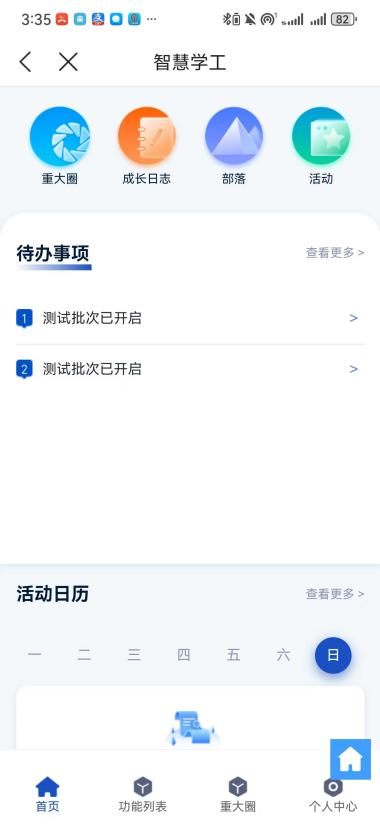 3:35 ... 82
智慧学工
重大圈 成长日志 部落 活动
待办事项 查看更多 >
1 测试批次已开启 >
2 测试批次已开启 >
活动日历 查看更多 >
一 二 三 四 五 六 日
首页 功能列表 重大圈 个人中心